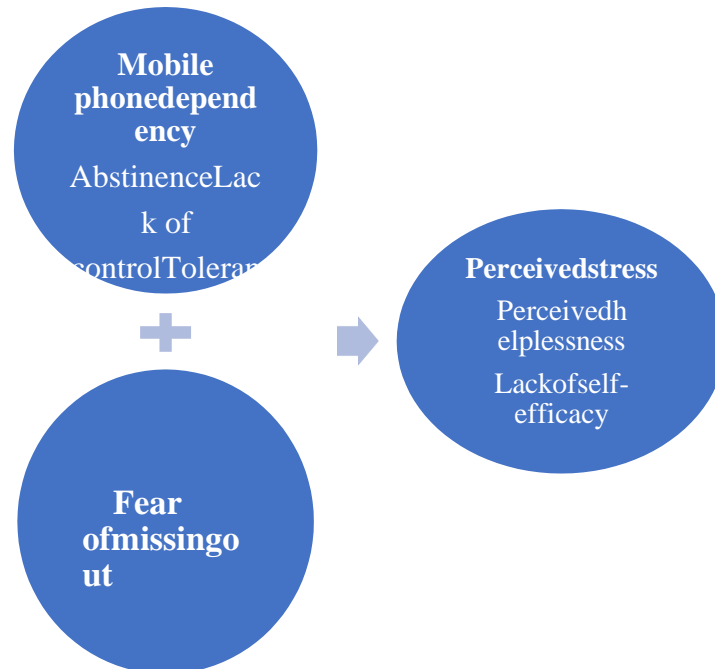 Mobile
phonedepend
ency
AbstinenceLac
k of
controlToleran
Perceivedstress
Perceivedh
elplessness
Lackofself-
efficacy
Fear
ofmissingo
ut